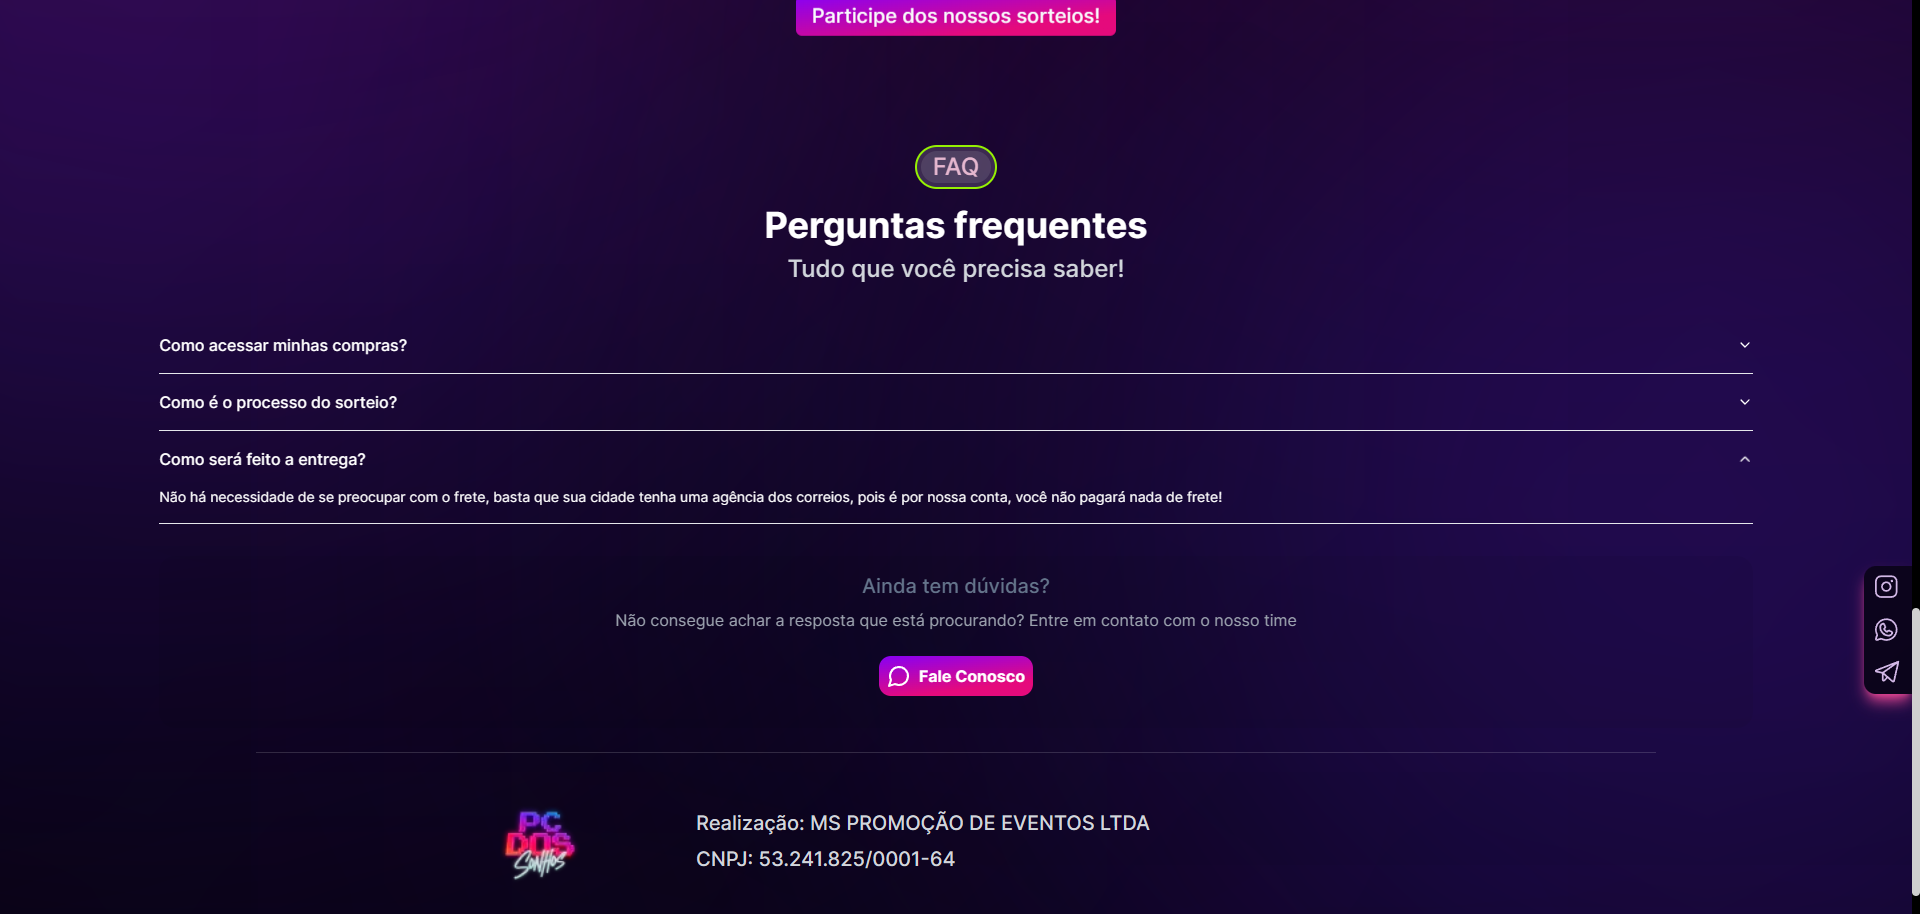 Participe dos nossos sorteios!
FAQ
Perguntas frequentes
Tudo que você precisa saber!
Como acessar minhas compras?
Como é o processo do sorteio?
Como será feito a entrega?
Não há necessidade de se preocupar com o frete, basta que sua cidade tenha uma agência dos correios, pois é por nossa conta, você não pagará nada de frete!
Ainda tem dúvidas?
Não consegue achar a resposta que está procurando? Entre em contato com o nosso time
Fale Conosco
PC
DOS
SONHOS
Realização: MS PROMOÇÃO DE EVENTOS LTDA
CNPJ: 53.241.825/0001-64